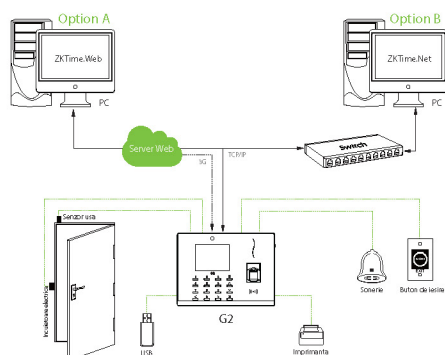 Option A
Option B
ZKTime.Web
ZKTime.Net
PC
PC
Server Web
3G
TCP/IP
Switch
Senzor usa
Incuietoare electrica
G2
EXIT
Sonerie
Buton de iesire
USB
Imprimanta